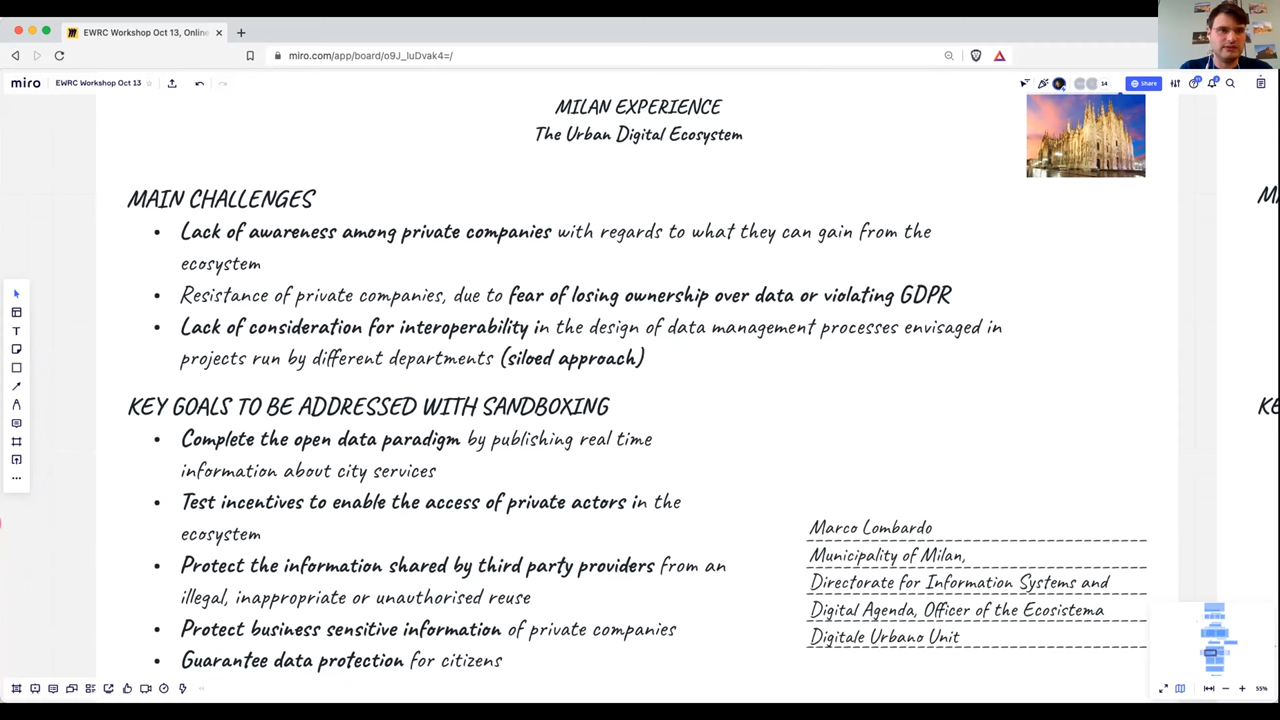 EWRC Workshop Oct 13, Online
miro.com/app/board/o9J_luDvak4=/
miro
EWRC Workshop Oct 13
14
Share
MILAN EXPERIENCE
The Urban Digital Ecosystem
MAIN CHALLENGES
• Lack of awareness among private companies with regards to what they can gain from the
ecosystem
• Resistance of private companies, due to fear of losing ownership over data or violating GDPR
• Lack of consideration for interoperability in the design of data management processes envisaged in
projects run by different departments (siloed approach)
KEY GOALS TO BE ADDRESSED WITH SANDBOXING
• Complete the open data paradigm by publishing real time
information about city services
• Test incentives to enable the access of private actors in the
ecosystem
• Protect the information shared by third party providers from an
illegal, inappropriate or unauthorised reuse
• Protect business sensitive information of private companies
• Guarantee data protection for citizens
Marco Lombardo
Municipality of Milan,
Directorate for Information Systems and
Digital Agenda, Officer of the Ecosistema
Digitale Urbano Unit
55%